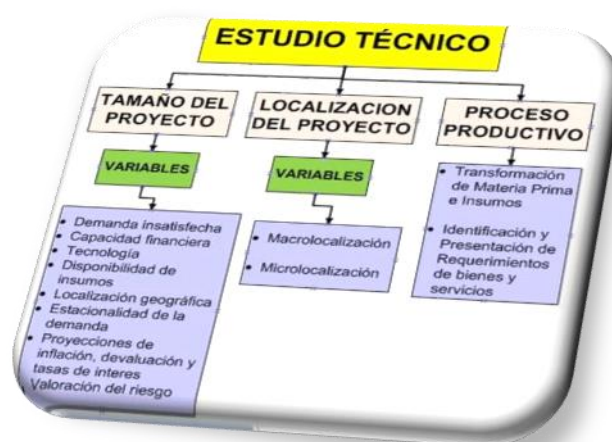 ESTUDIO TÉCNICO
TAMAÑO DEL
PROYECTO
VARIABLES
• Demanda insatisfecha
• Capacidad financiera
• Tecnología
• Disponibilidad de
insumos
• Localización geográfica
• Estacionalidad de la
demanda
• Proyecciones de
inflación, devaluación y
tasas de interes
Valoración del riesgo
LOCALIZACION
DEL PROYECTO
VARIABLES
• Macrolocalización
• Microlocalización
PROCESO
PRODUCTIVO
• Transformación
de Materia Prima
e Insumos
• Identificación y
Presentación de
Requerimientos
de bienes y
servicios